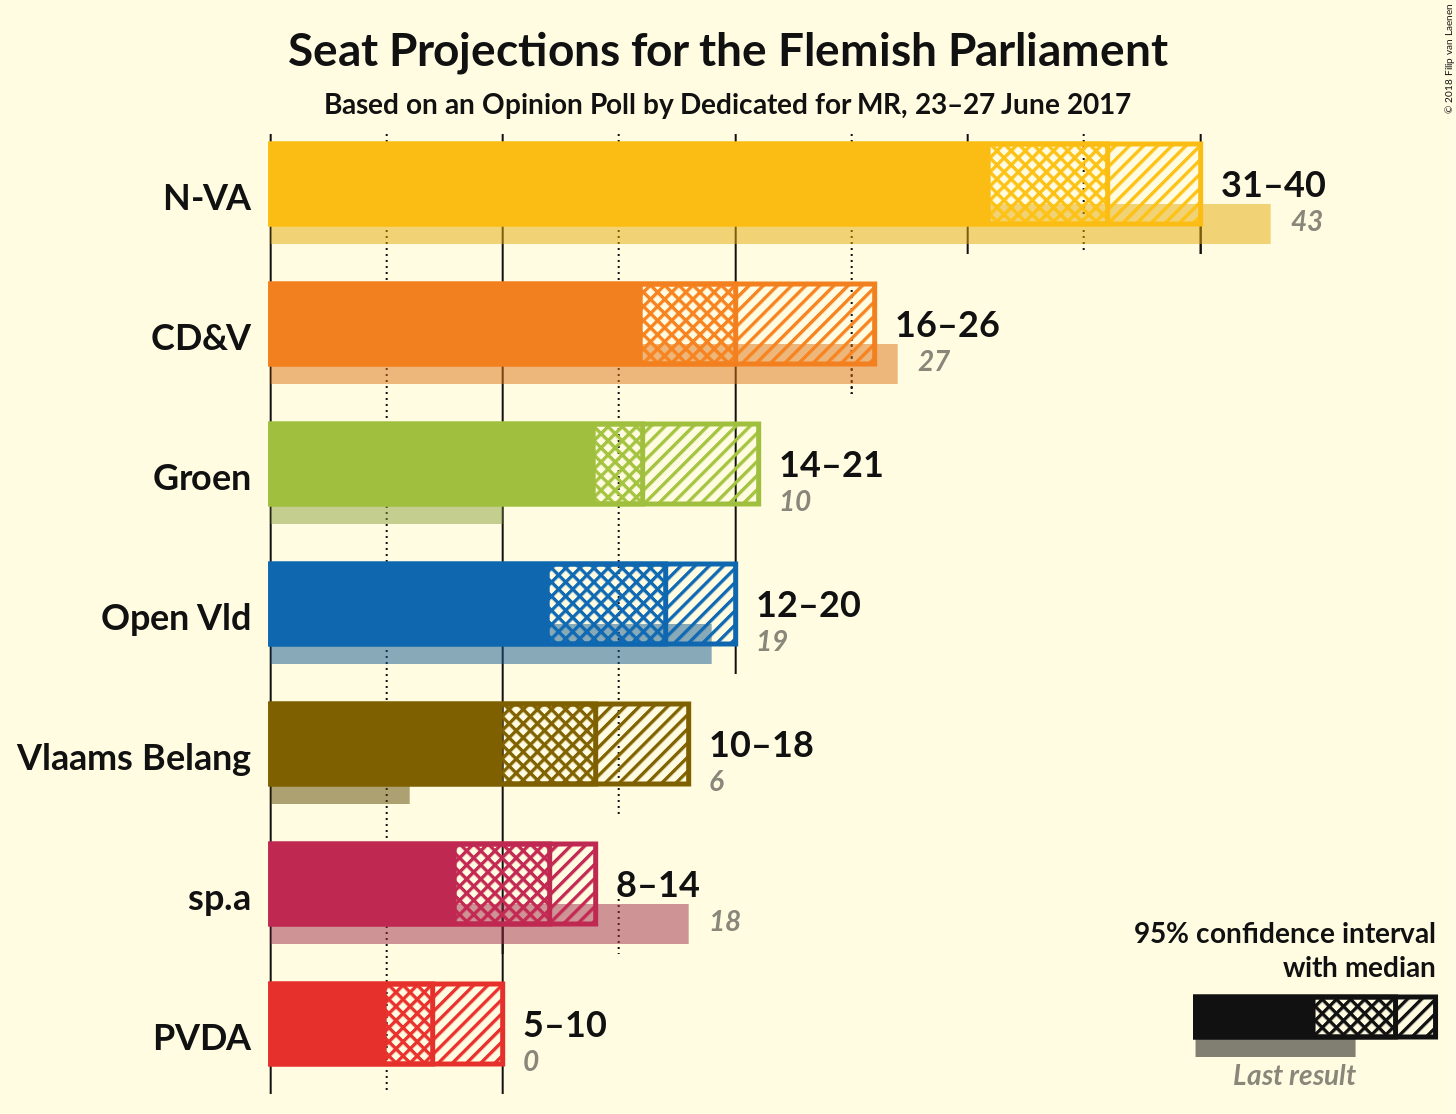 Seat Projections for the Flemish Parliament
Based on an Opinion Poll by Dedicated for MR, 23–27 June 2017
© 2018 Filip van Laenen
N-VA
31–40
43
CD&V
16–26
27
Groen
14–21
10
Open Vld
12–20
19
Vlaams Belang
10–18
6
sp.a
8–14
18
PVDA
5–10
0
95% confidence interval
with median
Last result